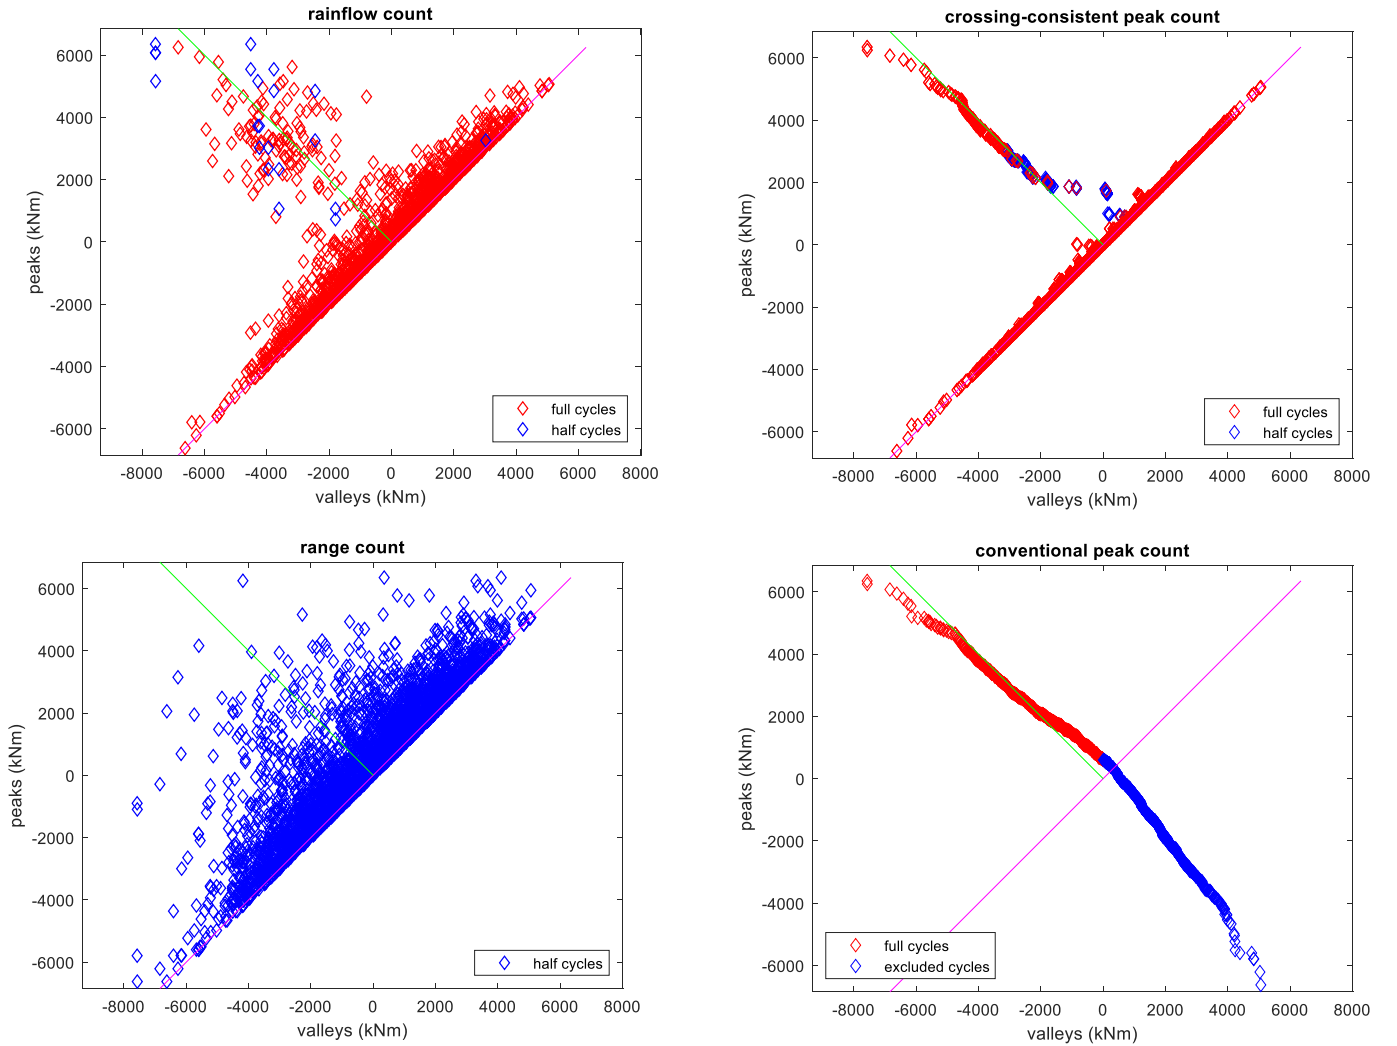 rainflow count
6000
4000
2000
0
-2000
-4000
-6000
peaks (kNm)
full cycles
half cycles
-8000 -6000 -4000 -2000 0 2000 4000 6000 8000
valleys (kNm)
crossing-consistent peak count
6000
4000
2000
0
-2000
-4000
-6000
peaks (kNm)
full cycles
half cycles
-8000 -6000 -4000 -2000 0 2000 4000 6000 8000
valleys (kNm)
range count
6000
4000
2000
0
-2000
-4000
-6000
peaks (kNm)
half cycles
-8000 -6000 -4000 -2000 0 2000 4000 6000 8000
valleys (kNm)
conventional peak count
6000
4000
2000
0
-2000
-4000
-6000
peaks (kNm)
full cycles
excluded cycles
-8000 -6000 -4000 -2000 0 2000 4000 6000 8000
valleys (kNm)